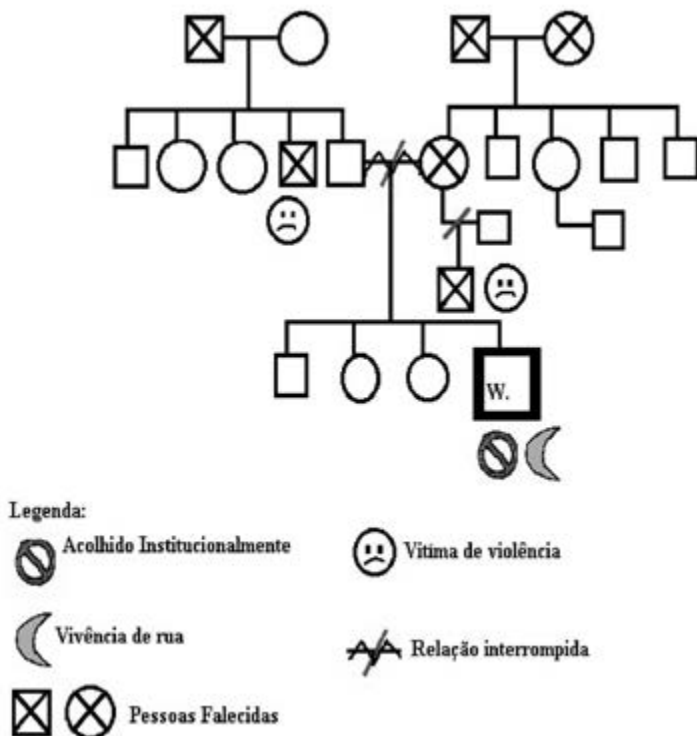 W.
Legenda:
Acolhido Institucionalmente
Vítima de violência
Vivência de rua
Relação interrompida
Pessoas Falecidas